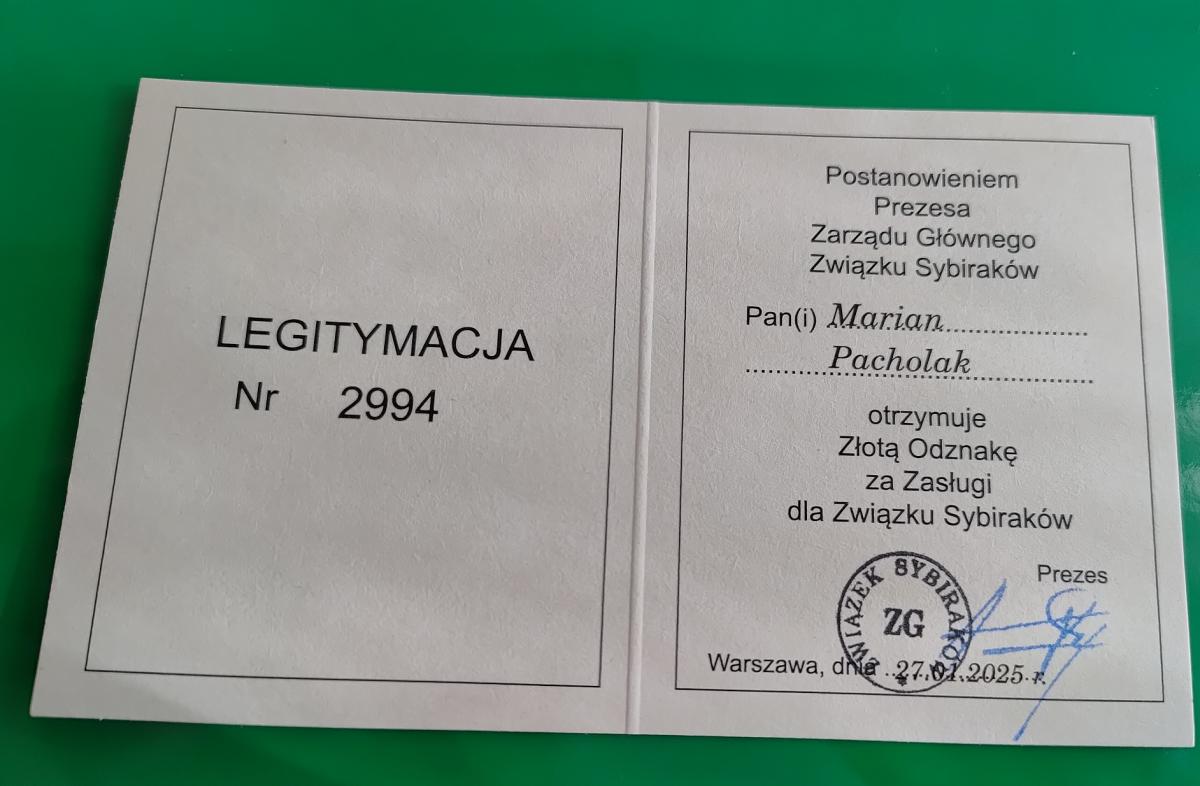 LEGITYMACJA
Nr 2994
Postanowieniem
Prezesa
Zarządu Głównego
Związku Sybiraków
Pan(i) Marian
Pacholak
otrzymuje
Złotą Odznakę
za Zasługi
dla Związku Sybiraków
ZWIĄZEK SYBIRAKÓW
ZG
Prezes
Warszawa, dnia 27.01.2025 r.